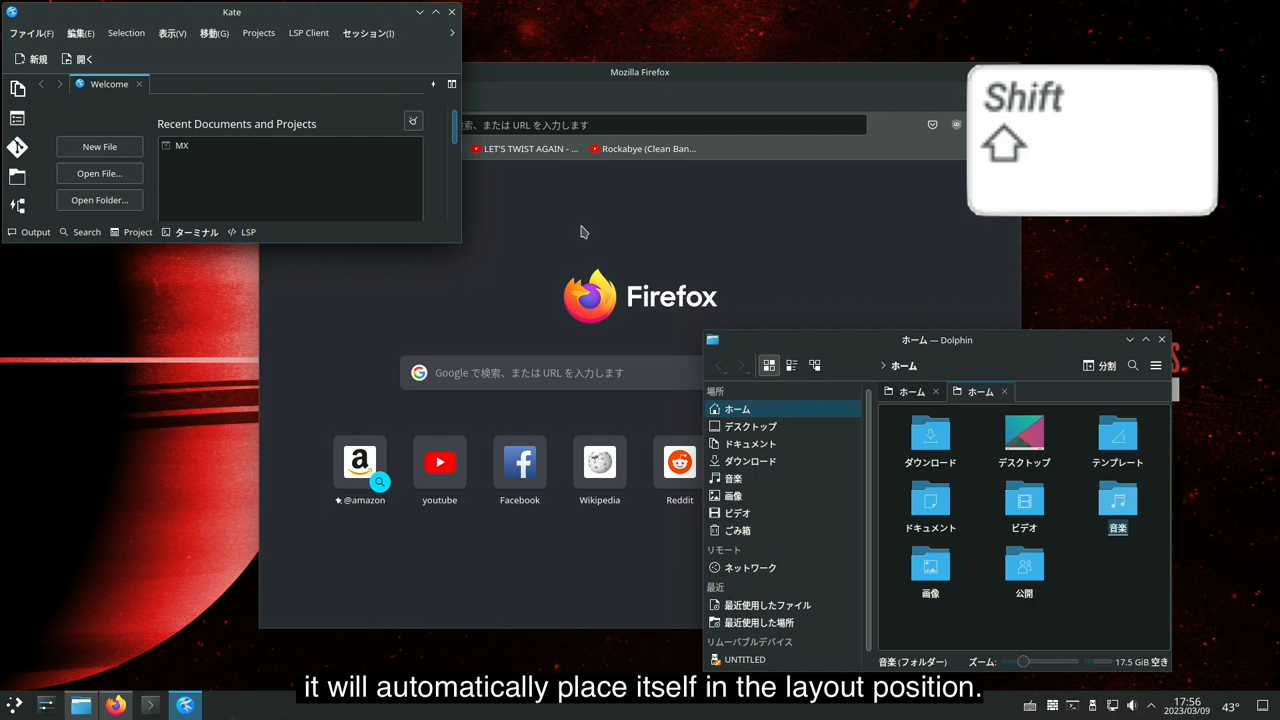 Kate
ファイル(F) 編集(E) Selection 表示(V) 移動(G) Projects LSP Client セッション(I)
新規 開く
Welcome
Recent Documents and Projects
New File
Open File...
Open Folder...
MX
Output Search Project ターミナル LSP
Mozilla Firefox
索、または URL を入力します
LET'S TWIST AGAIN - ... Rockabye (Clean Ban...
Shift
Firefox
Google で検索、または URL を入力します
@amazon youtube Facebook Wikipedia Reddit
ホーム — Dolphin
ホーム 分割
ホーム ホーム
場所
ホーム
デスクトップ
ドキュメント
ダウンロード
音楽
画像
ビデオ
ごみ箱
リモート
ネットワーク
最近
最近使用したファイル
最近使用した場所
リムーバブルデバイス
UNTITLED
ダウンロード デスクトップ テンプレート
ドキュメント ビデオ 音楽
画像 公開
音楽 (フォルダー) ズーム: 17.5 GiB 空き
it will automatically place itself in the layout position.
17:56
2023/03/09
43°